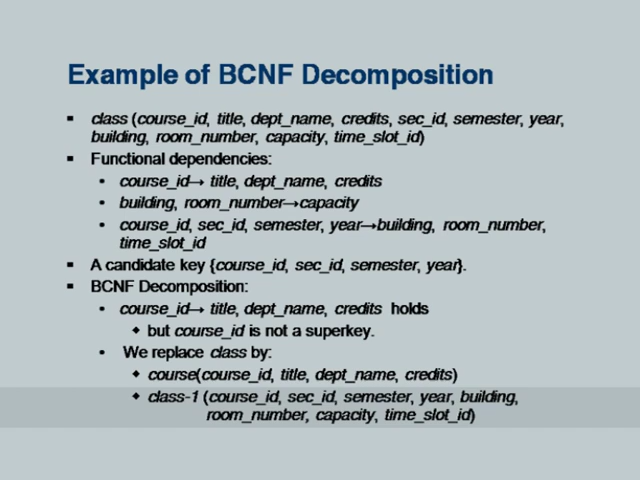 Example of BCNF Decomposition
▪ class (course_id, title, dept_name, credits, sec_id, semester, year,
building, room_number, capacity, time_slot_id)
▪ Functional dependencies:
• course_id→ title, dept_name, credits
• building, room_number→capacity
• course_id, sec_id, semester, year→building, room_number,
time_slot_id
▪ A candidate key {course_id, sec_id, semester, year}.
▪ BCNF Decomposition:
• course_id→ title, dept_name, credits holds
◆ but course_id is not a superkey.
• We replace class by:
◆ course(course_id, title, dept_name, credits)
◆ class-1 (course_id, sec_id, semester, year, building,
room_number, capacity, time_slot_id)